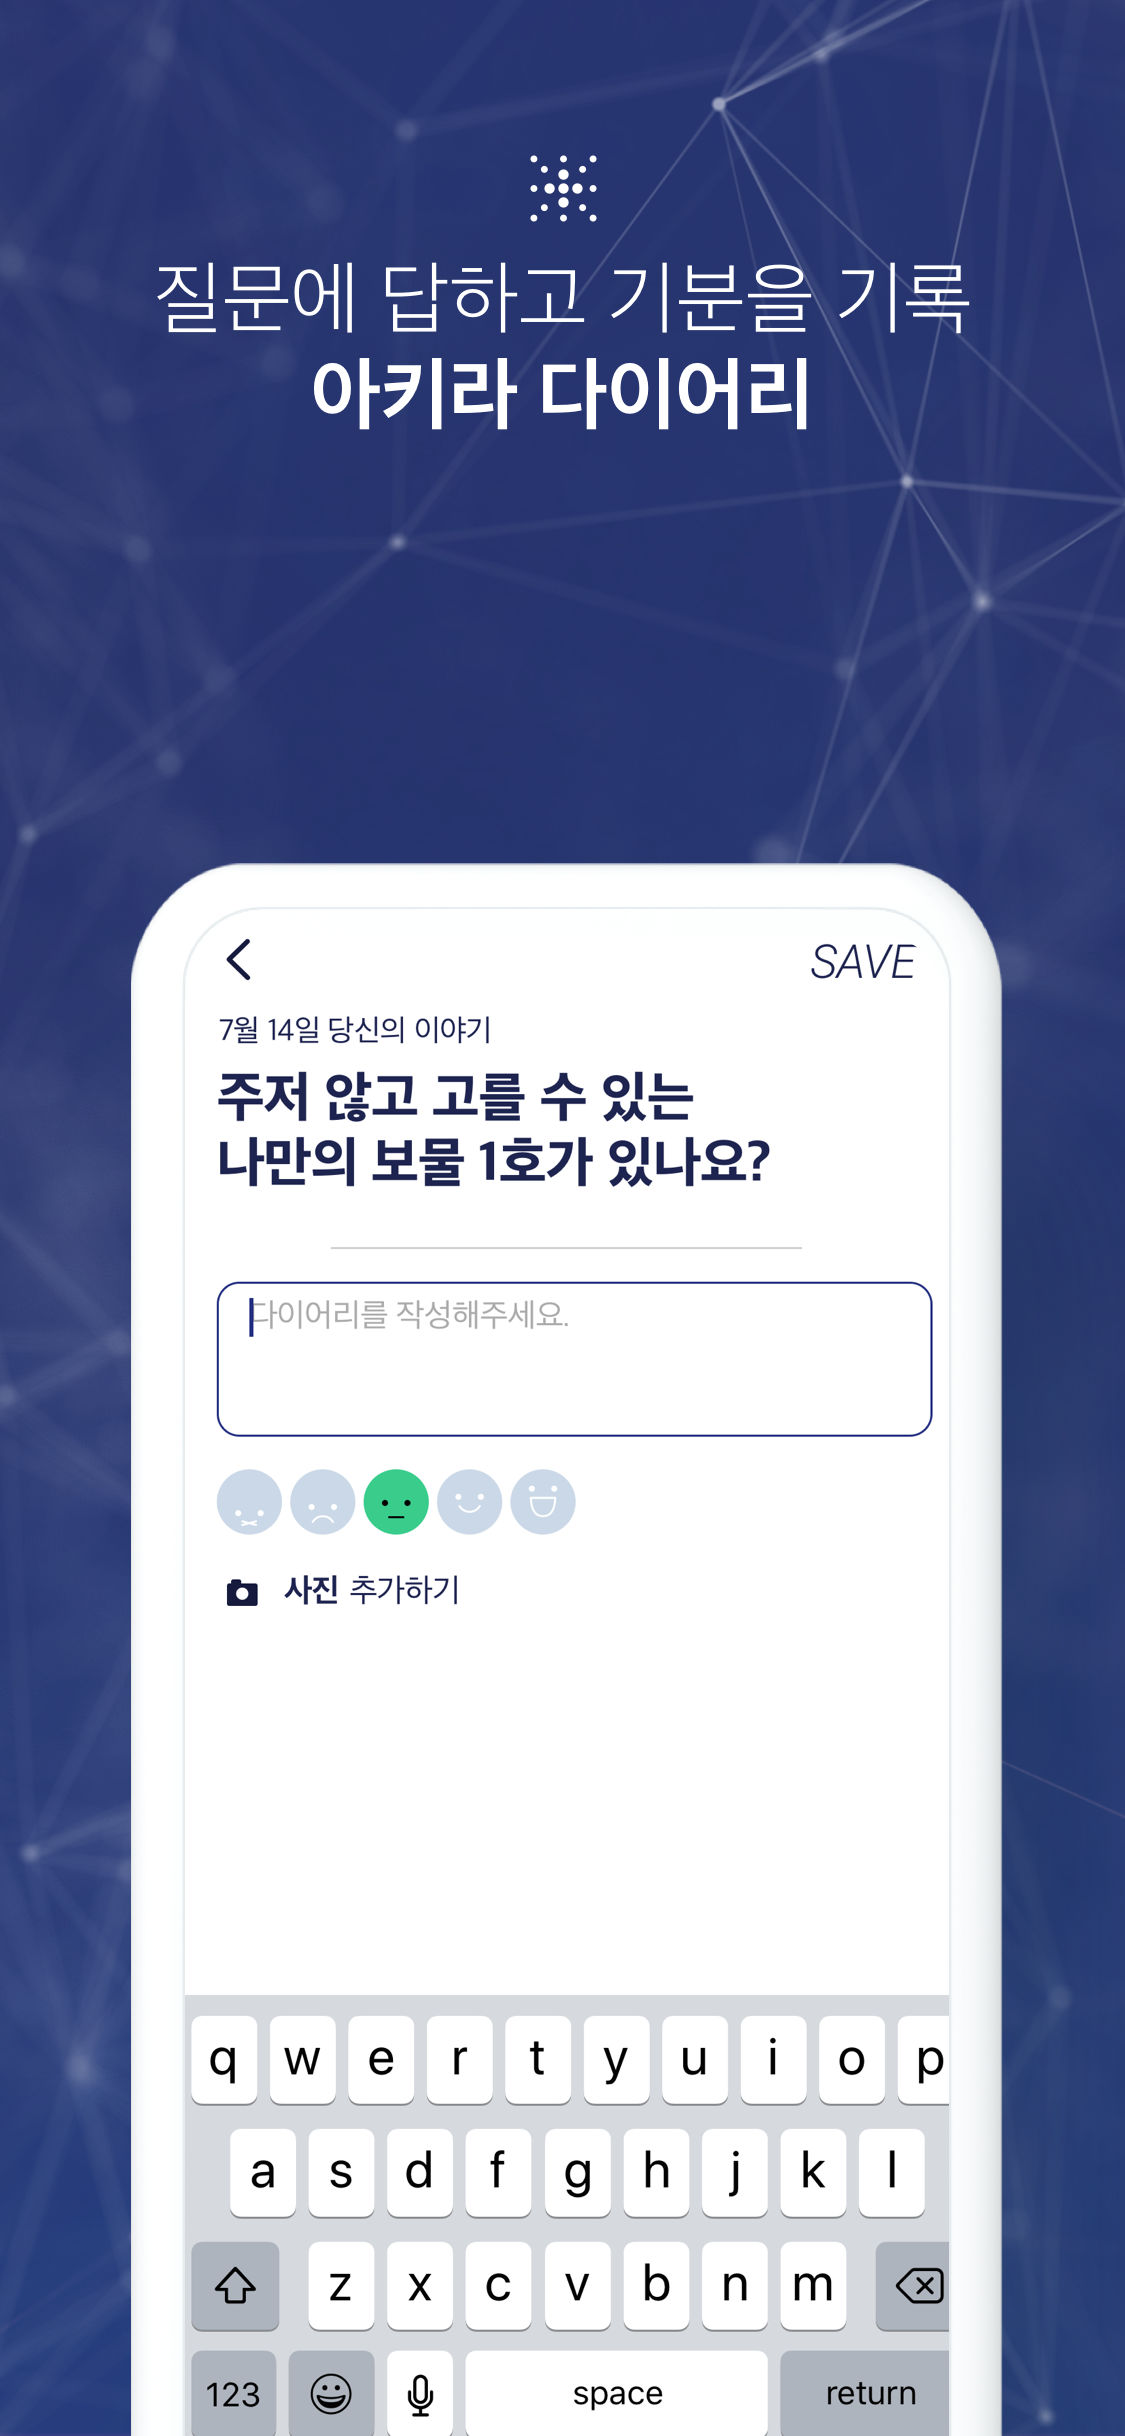 질문에 답하고 기분을 기록
아키라 다이어리
SAVE
7월 14일 당신의 이야기
주저 않고 고를 수 있는
나만의 보물 1호가 있나요?
다이어리를 작성해주세요.
사진 추가하기
q w e r t y u i o p
a s d f g h j k l
z x c v b n m
123 space return